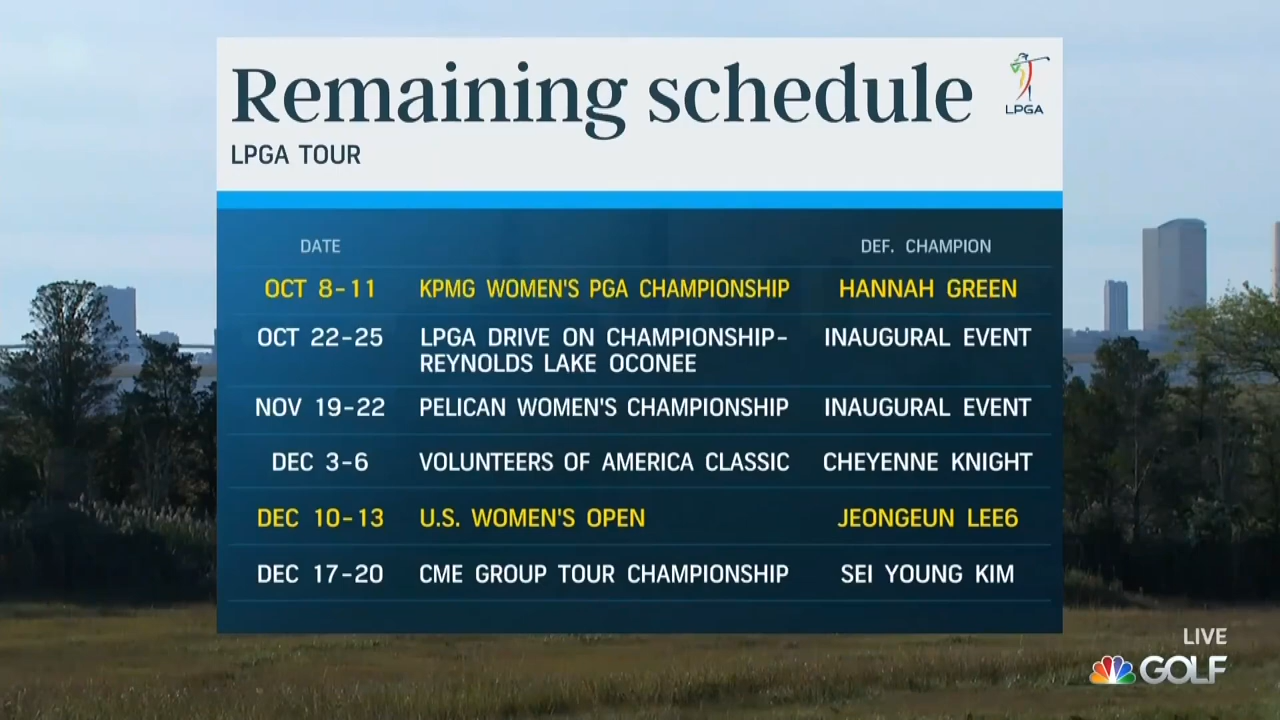 Remaining schedule
LPGA
LPGA TOUR
DATE DEF. CHAMPION
OCT 8-11 KPMG WOMEN'S PGA CHAMPIONSHIP HANNAH GREEN
OCT 22-25 LPGA DRIVE ON CHAMPIONSHIP- INAUGURAL EVENT
REYNOLDS LAKE OCONEE
NOV 19-22 PELICAN WOMEN'S CHAMPIONSHIP INAUGURAL EVENT
DEC 3-6 VOLUNTEERS OF AMERICA CLASSIC CHEYENNE KNIGHT
DEC 10-13 U.S. WOMEN'S OPEN JEONGEUN LEE6
DEC 17-20 CME GROUP TOUR CHAMPIONSHIP SEI YOUNG KIM
LIVE
GOLF